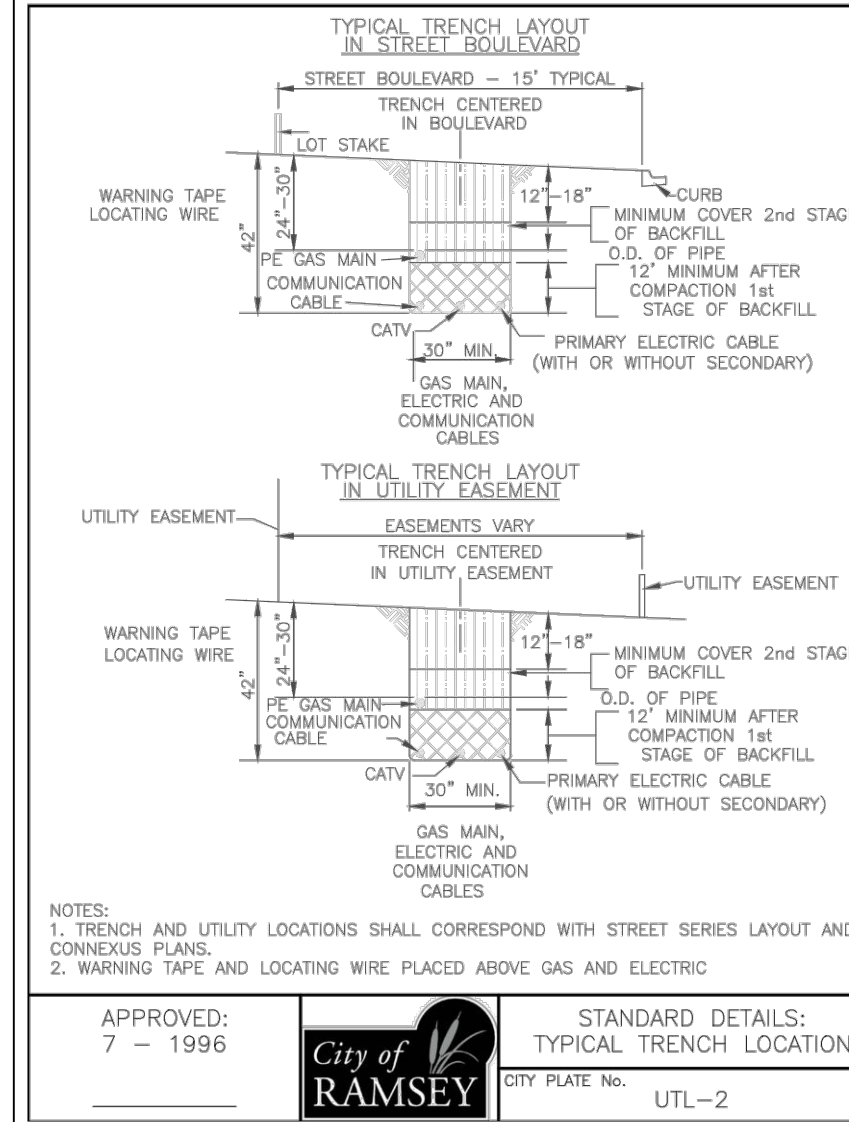 TYPICAL TRENCH LAYOUT
IN STREET BOULEVARD
STREET BOULEVARD – 15' TYPICAL
TRENCH CENTERED
IN BOULEVARD
LOT STAKE
WARNING TAPE
LOCATING WIRE
42"
24"–30"
12"–18"
CURB
MINIMUM COVER 2nd STAGE
OF BACKFILL
O.D. OF PIPE
12' MINIMUM AFTER
COMPACTION 1st
STAGE OF BACKFILL
PE GAS MAIN
COMMUNICATION
CABLE
CATV
30" MIN.
PRIMARY ELECTRIC CABLE
(WITH OR WITHOUT SECONDARY)
GAS MAIN,
ELECTRIC AND
COMMUNICATION
CABLES
TYPICAL TRENCH LAYOUT
IN UTILITY EASEMENT
UTILITY EASEMENT
EASEMENTS VARY
TRENCH CENTERED
IN UTILITY EASEMENT
UTILITY EASEMENT
WARNING TAPE
LOCATING WIRE
42"
24"–30"
12"–18"
MINIMUM COVER 2nd STAGE
OF BACKFILL
O.D. OF PIPE
12' MINIMUM AFTER
COMPACTION 1st
STAGE OF BACKFILL
PE GAS MAIN
COMMUNICATION
CABLE
CATV
30" MIN.
PRIMARY ELECTRIC CABLE
(WITH OR WITHOUT SECONDARY)
GAS MAIN,
ELECTRIC AND
COMMUNICATION
CABLES
NOTES:
1. TRENCH AND UTILITY LOCATIONS SHALL CORRESPOND WITH STREET SERIES LAYOUT AND
CONNEXUS PLANS.
2. WARNING TAPE AND LOCATING WIRE PLACED ABOVE GAS AND ELECTRIC
APPROVED:
7 – 1996
City of
RAMSEY
STANDARD DETAILS:
TYPICAL TRENCH LOCATION
CITY PLATE No.
UTL–2